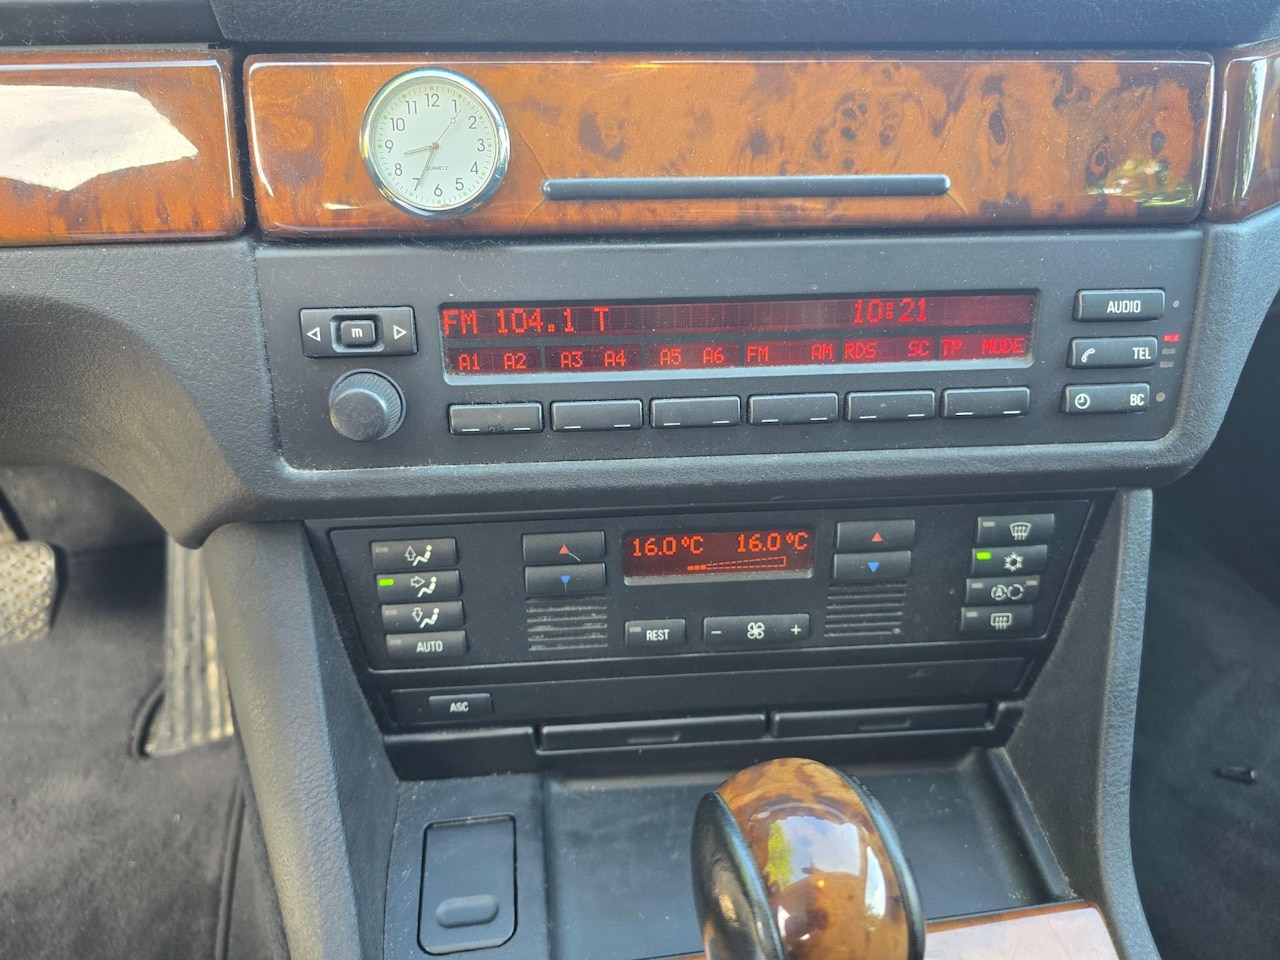 12
11 1
10 2
9 3
8 4
7 5
6
QUARTZ
FM 104.1 T 10:21
A1 A2 A3 A4 A5 A6 FM AM RDS SC TP MODE
m
AUDIO
TEL
BC
16.0°C 16.0°C
AUTO
REST
- +
A
ASC